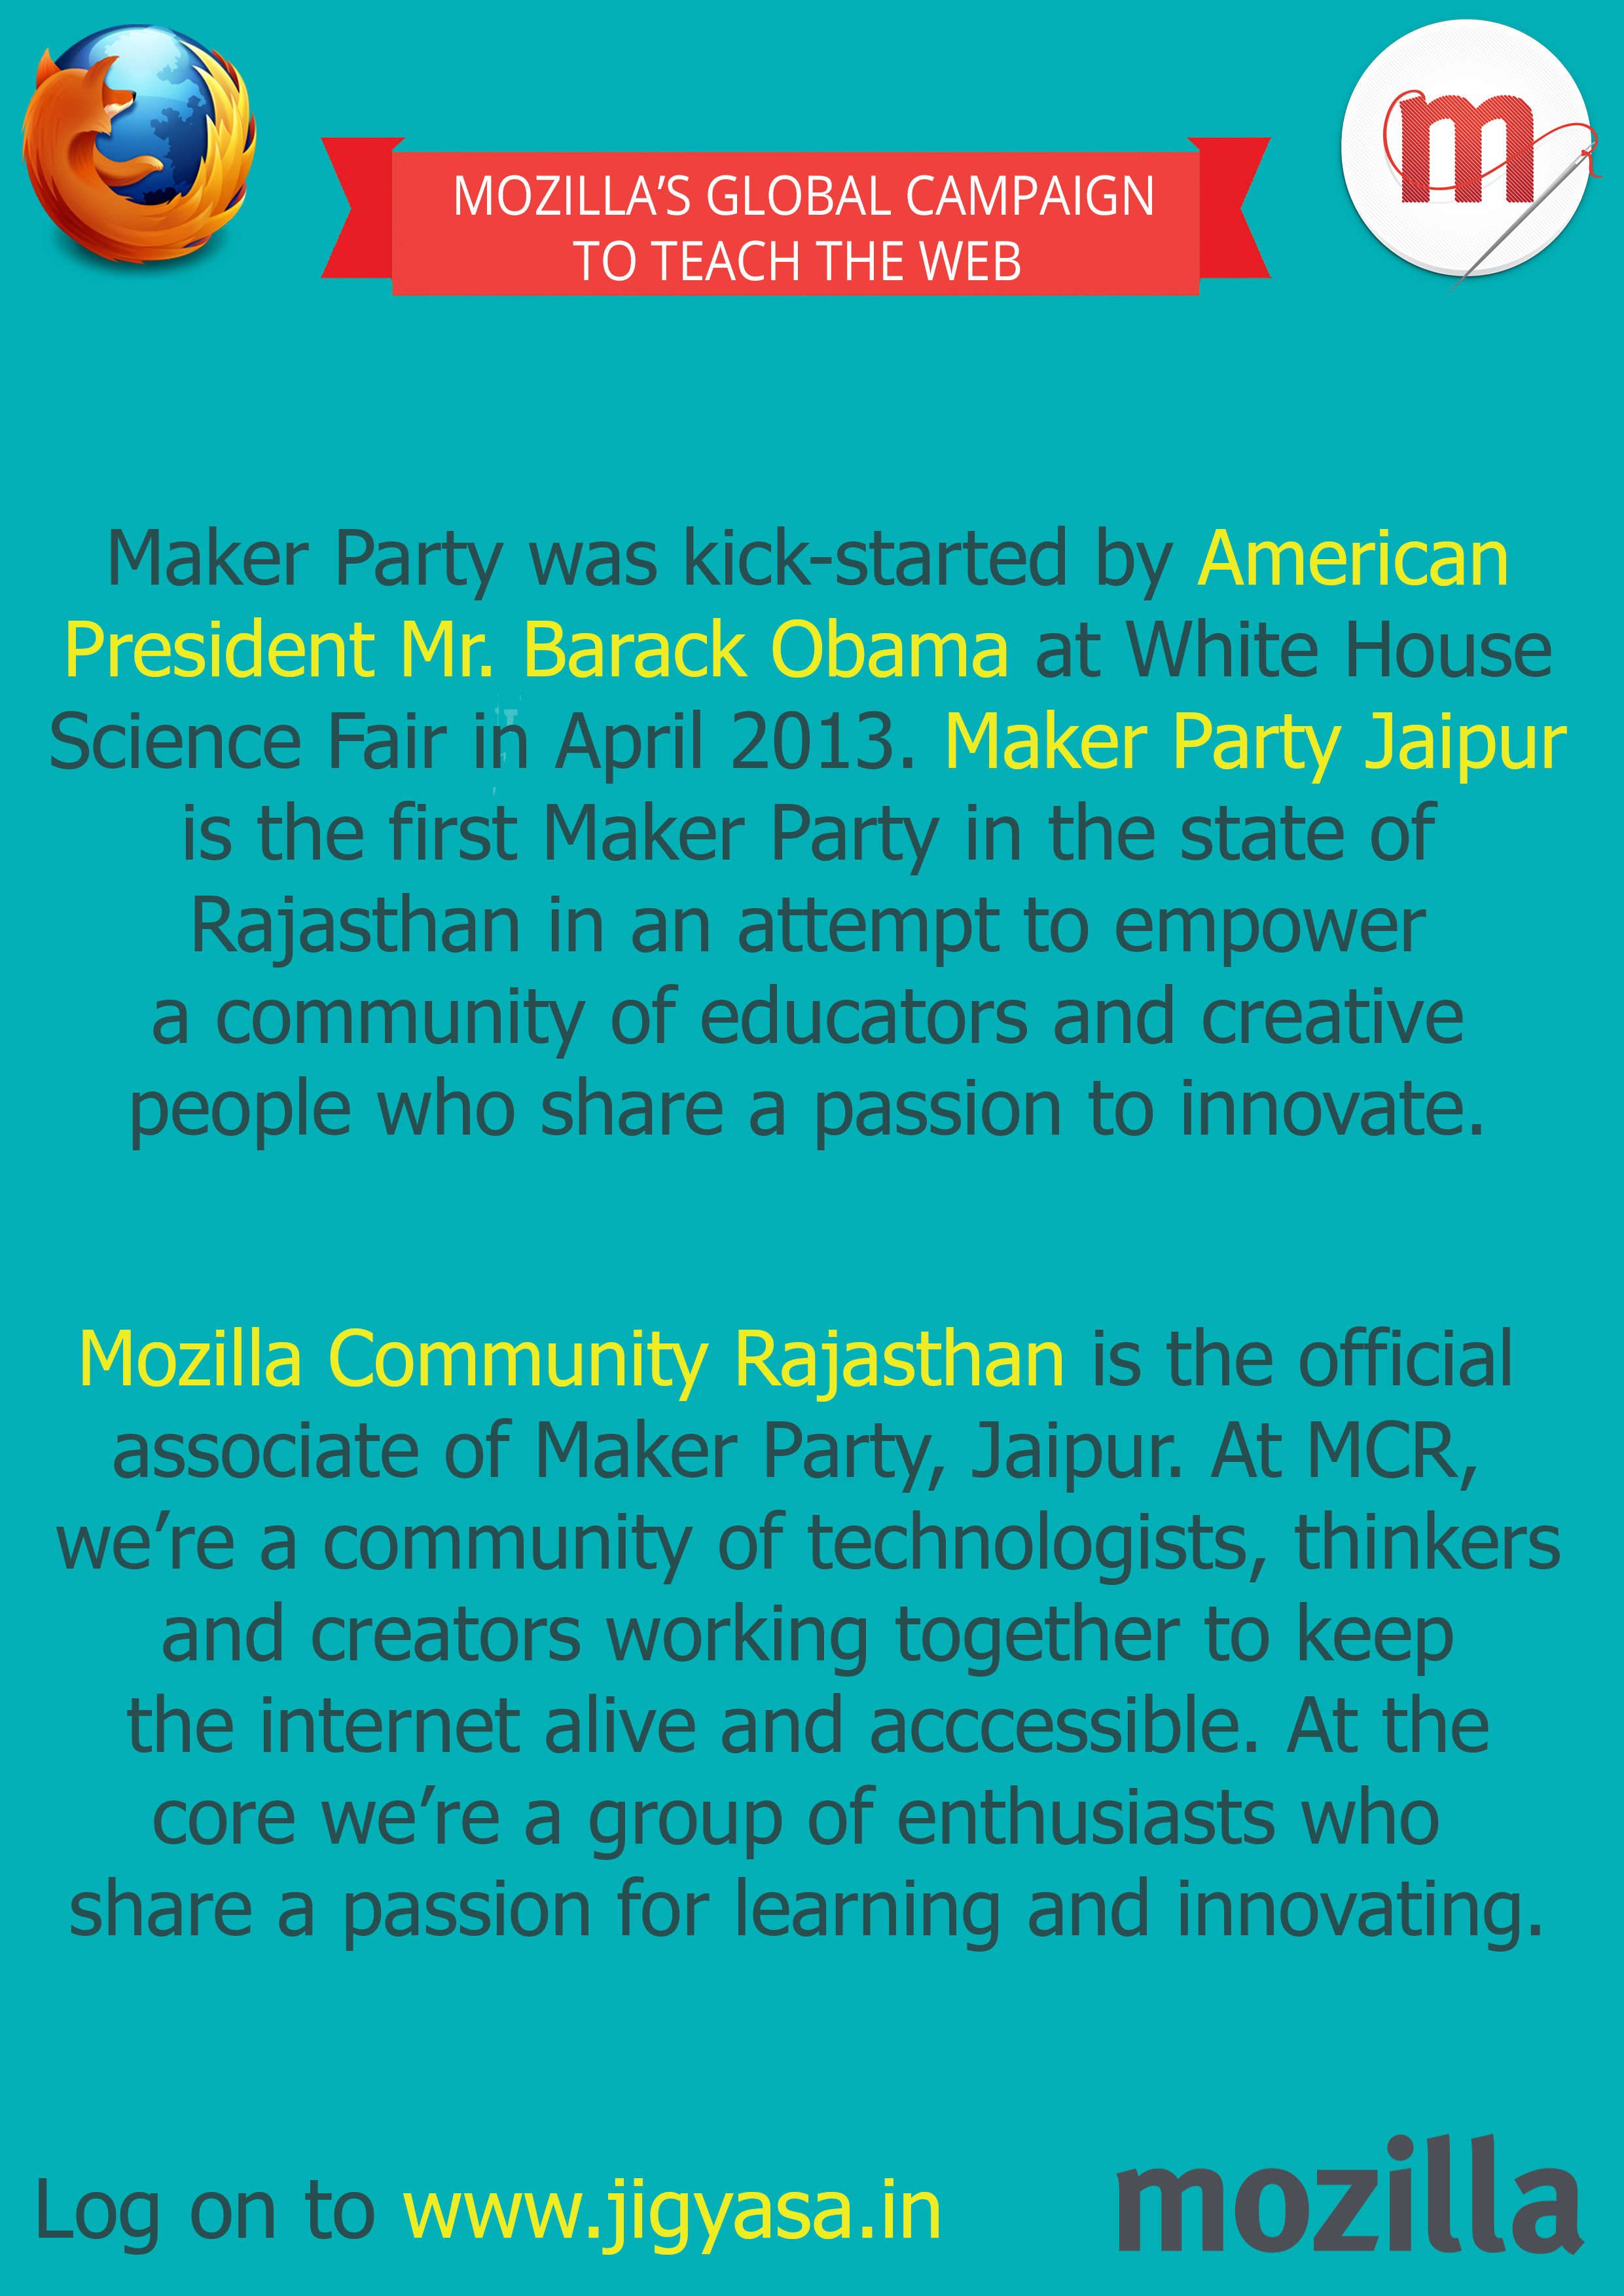 MOZILLA’S GLOBAL CAMPAIGN
TO TEACH THE WEB
m
Maker Party was kick-started by American
President Mr. Barack Obama at White House
Science Fair in April 2013. Maker Party Jaipur
is the first Maker Party in the state of
Rajasthan in an attempt to empower
a community of educators and creative
people who share a passion to innovate.
Mozilla Community Rajasthan is the official
associate of Maker Party, Jaipur. At MCR,
we’re a community of technologists, thinkers
and creators working together to keep
the internet alive and acccessible. At the
core we’re a group of enthusiasts who
share a passion for learning and innovating.
Log on to www.jigyasa.in
mozilla